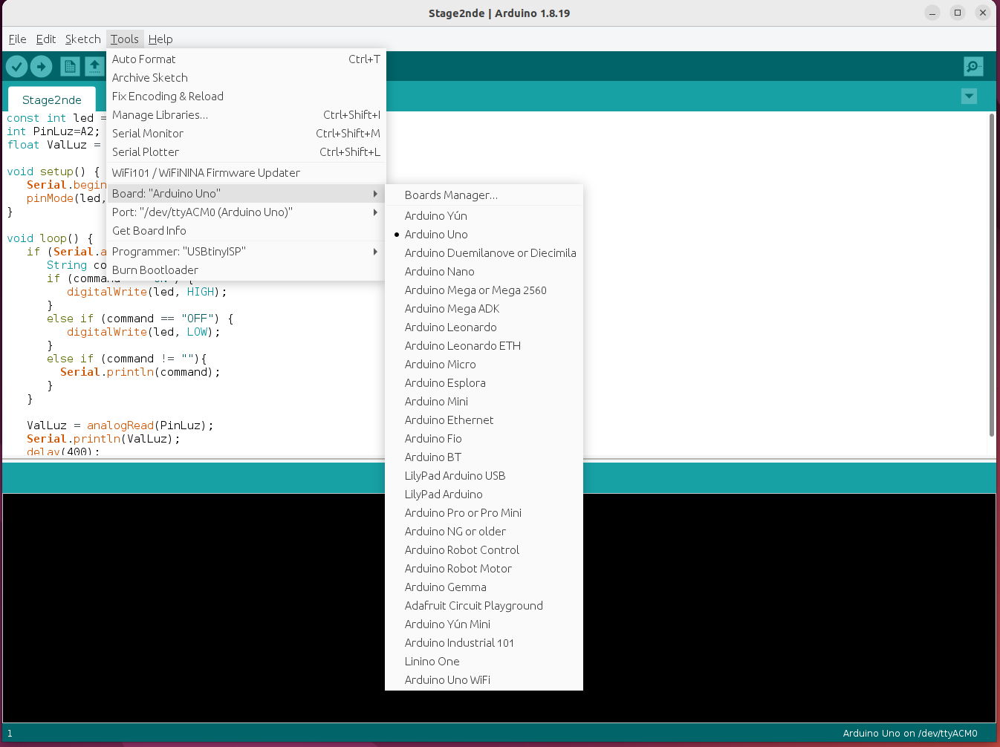 Stage2nde | Arduino 1.8.19
File Edit Sketch Tools Help
Auto Format Ctrl+T
Archive Sketch
Fix Encoding & Reload
Manage Libraries... Ctrl+Shift+I
Serial Monitor Ctrl+Shift+M
Serial Plotter Ctrl+Shift+L
WiFi101 / WiFiNINA Firmware Updater
Board: "Arduino Uno"
Port: "/dev/ttyACM0 (Arduino Uno)"
Get Board Info
Programmer: "USBtinyISP"
Burn Bootloader
Boards Manager...
Arduino Yún
Arduino Uno
Arduino Duemilanove or Diecimila
Arduino Nano
Arduino Mega or Mega 2560
Arduino Mega ADK
Arduino Leonardo
Arduino Leonardo ETH
Arduino Micro
Arduino Esplora
Arduino Mini
Arduino Ethernet
Arduino Fio
Arduino BT
LilyPad Arduino USB
LilyPad Arduino
Arduino Pro or Pro Mini
Arduino NG or older
Arduino Robot Control
Arduino Robot Motor
Arduino Gemma
Adafruit Circuit Playground
Arduino Yún Mini
Arduino Industrial 101
Linino One
Arduino Uno WiFi
Stage2nde
const int led =
int PinLuz=A2;
float ValLuz =
void setup() {
Serial.begin
pinMode(led,
}
void loop() {
if (Serial.a
String co
if (command
digitalWrite(led, HIGH);
}
else if (command == "OFF") {
digitalWrite(led, LOW);
}
else if (command != ""){
Serial.println(command);
}
}
ValLuz = analogRead(PinLuz);
Serial.println(ValLuz);
delay(400);
1
Arduino Uno on /dev/ttyACM0